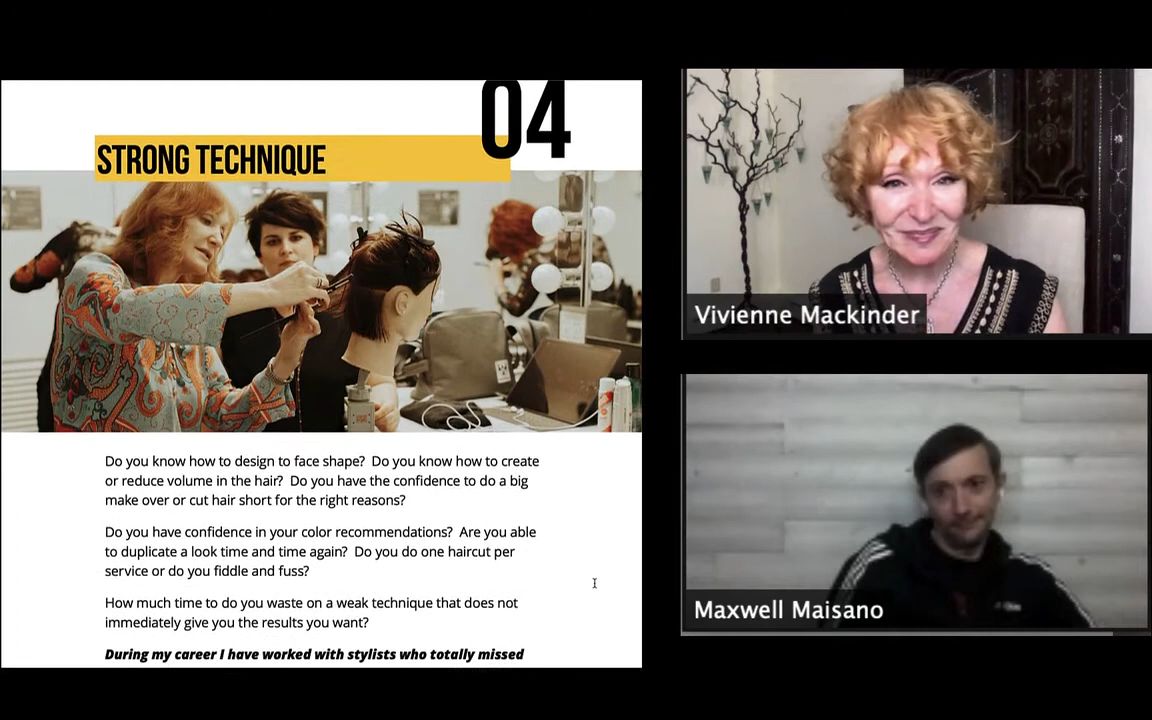 04
STRONG TECHNIQUE
Do you know how to design to face shape?  Do you know how to create
or reduce volume in the hair?  Do you have the confidence to do a big
make over or cut hair short for the right reasons?
Do you have confidence in your color recommendations?  Are you able
to duplicate a look time and time again?  Do you do one haircut per
service or do you fiddle and fuss?
How much time to do you waste on a weak technique that does not
immediately give you the results you want?
During my career I have worked with stylists who totally missed
Vivienne Mackinder
Maxwell Maisano